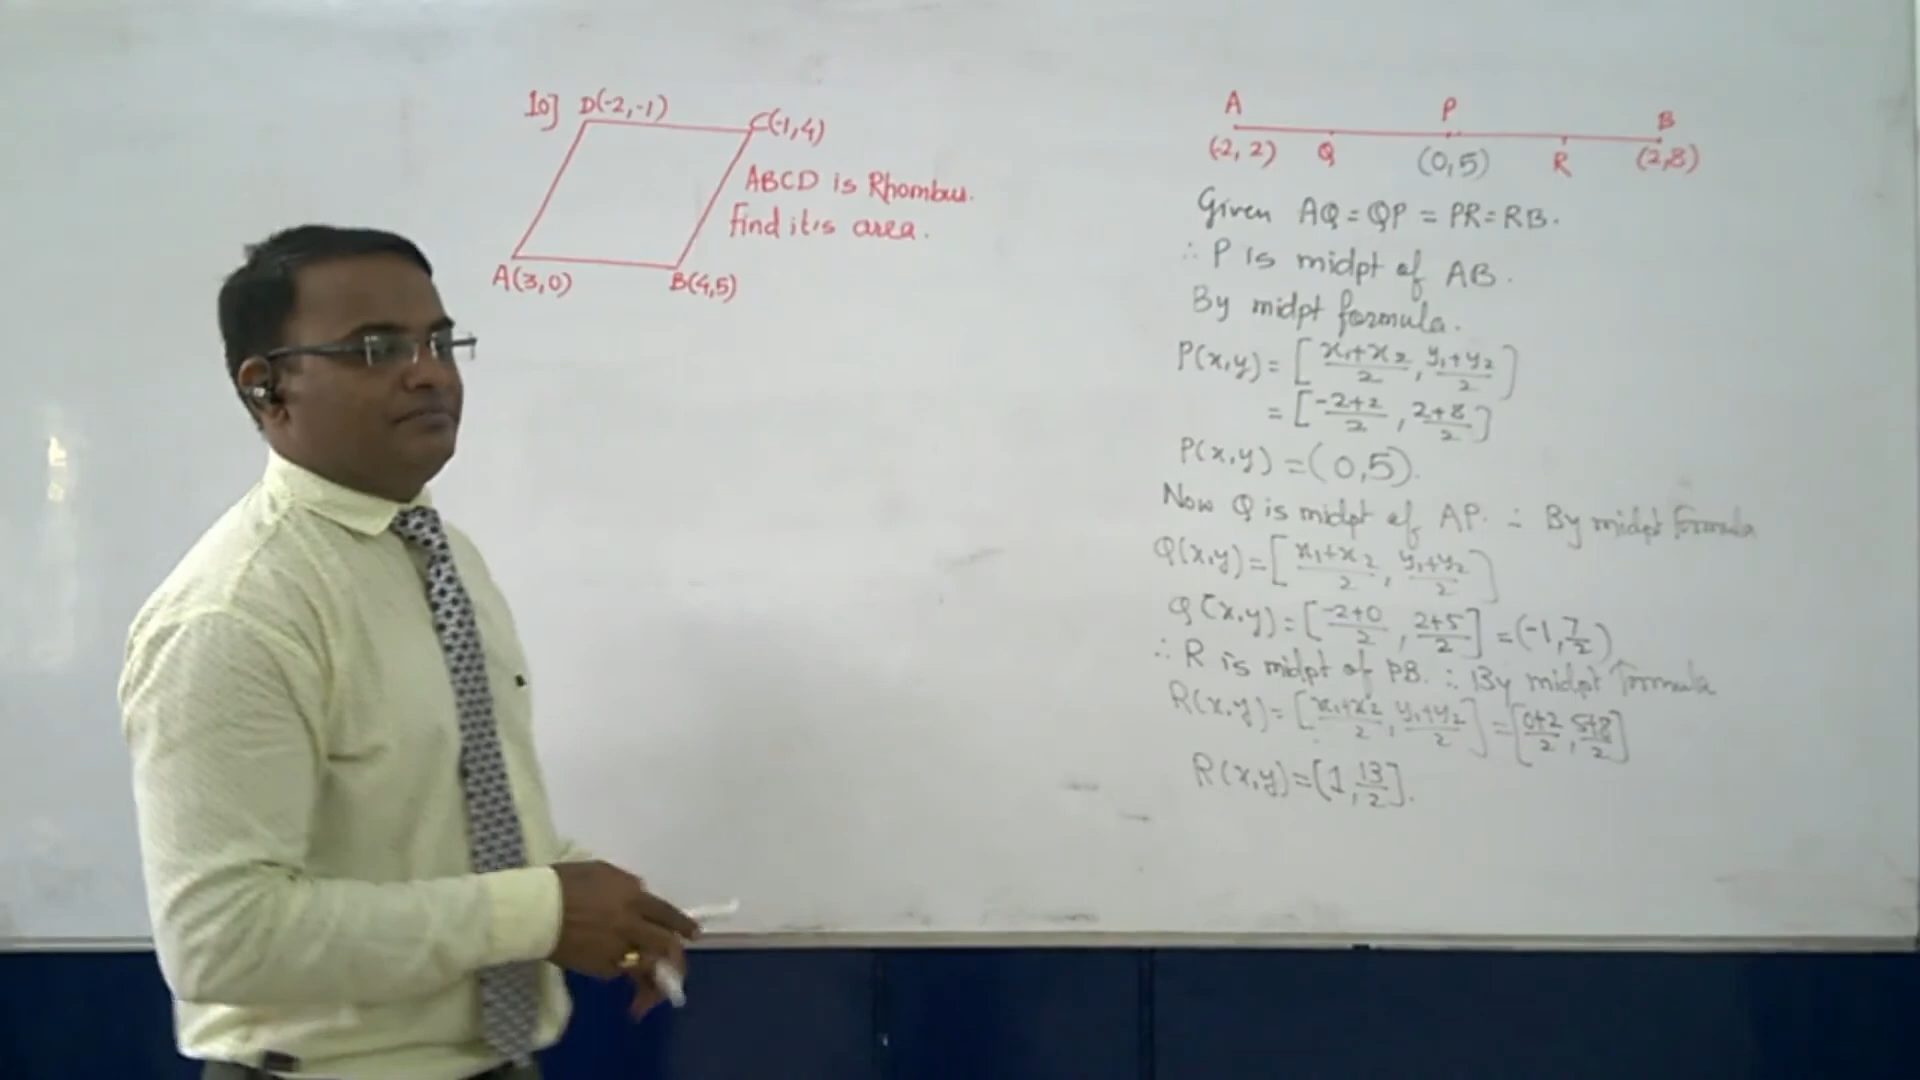 10] D(-2,-1)
C(-1,4)
ABCD is Rhombus.
find it's area.
A(3,0)
B(4,5)
A P B
(-2, 2) Q (0,5) R (2,8)
Given AQ = QP = PR = RB.
∴ P is midpt of AB.
By midpt formula.
P(x,y) = [x₁+x₂/2, y₁+y₂/2]
= [-2+2/2, 2+8/2]
P(x,y) = (0,5).
Now Q is midpt of AP. ∴ By midpt formula
Q(x,y) = [x₁+x₂/2, y₁+y₂/2]
Q(x,y) = [-2+0/2, 2+5/2] = (-1, 7/2)
∴ R is midpt of PB. ∴ By midpt formula
R(x,y) = [x₁+x₂/2, y₁+y₂/2] = [0+2/2, 5+8/2]
R(x,y) = [1, 13/2].